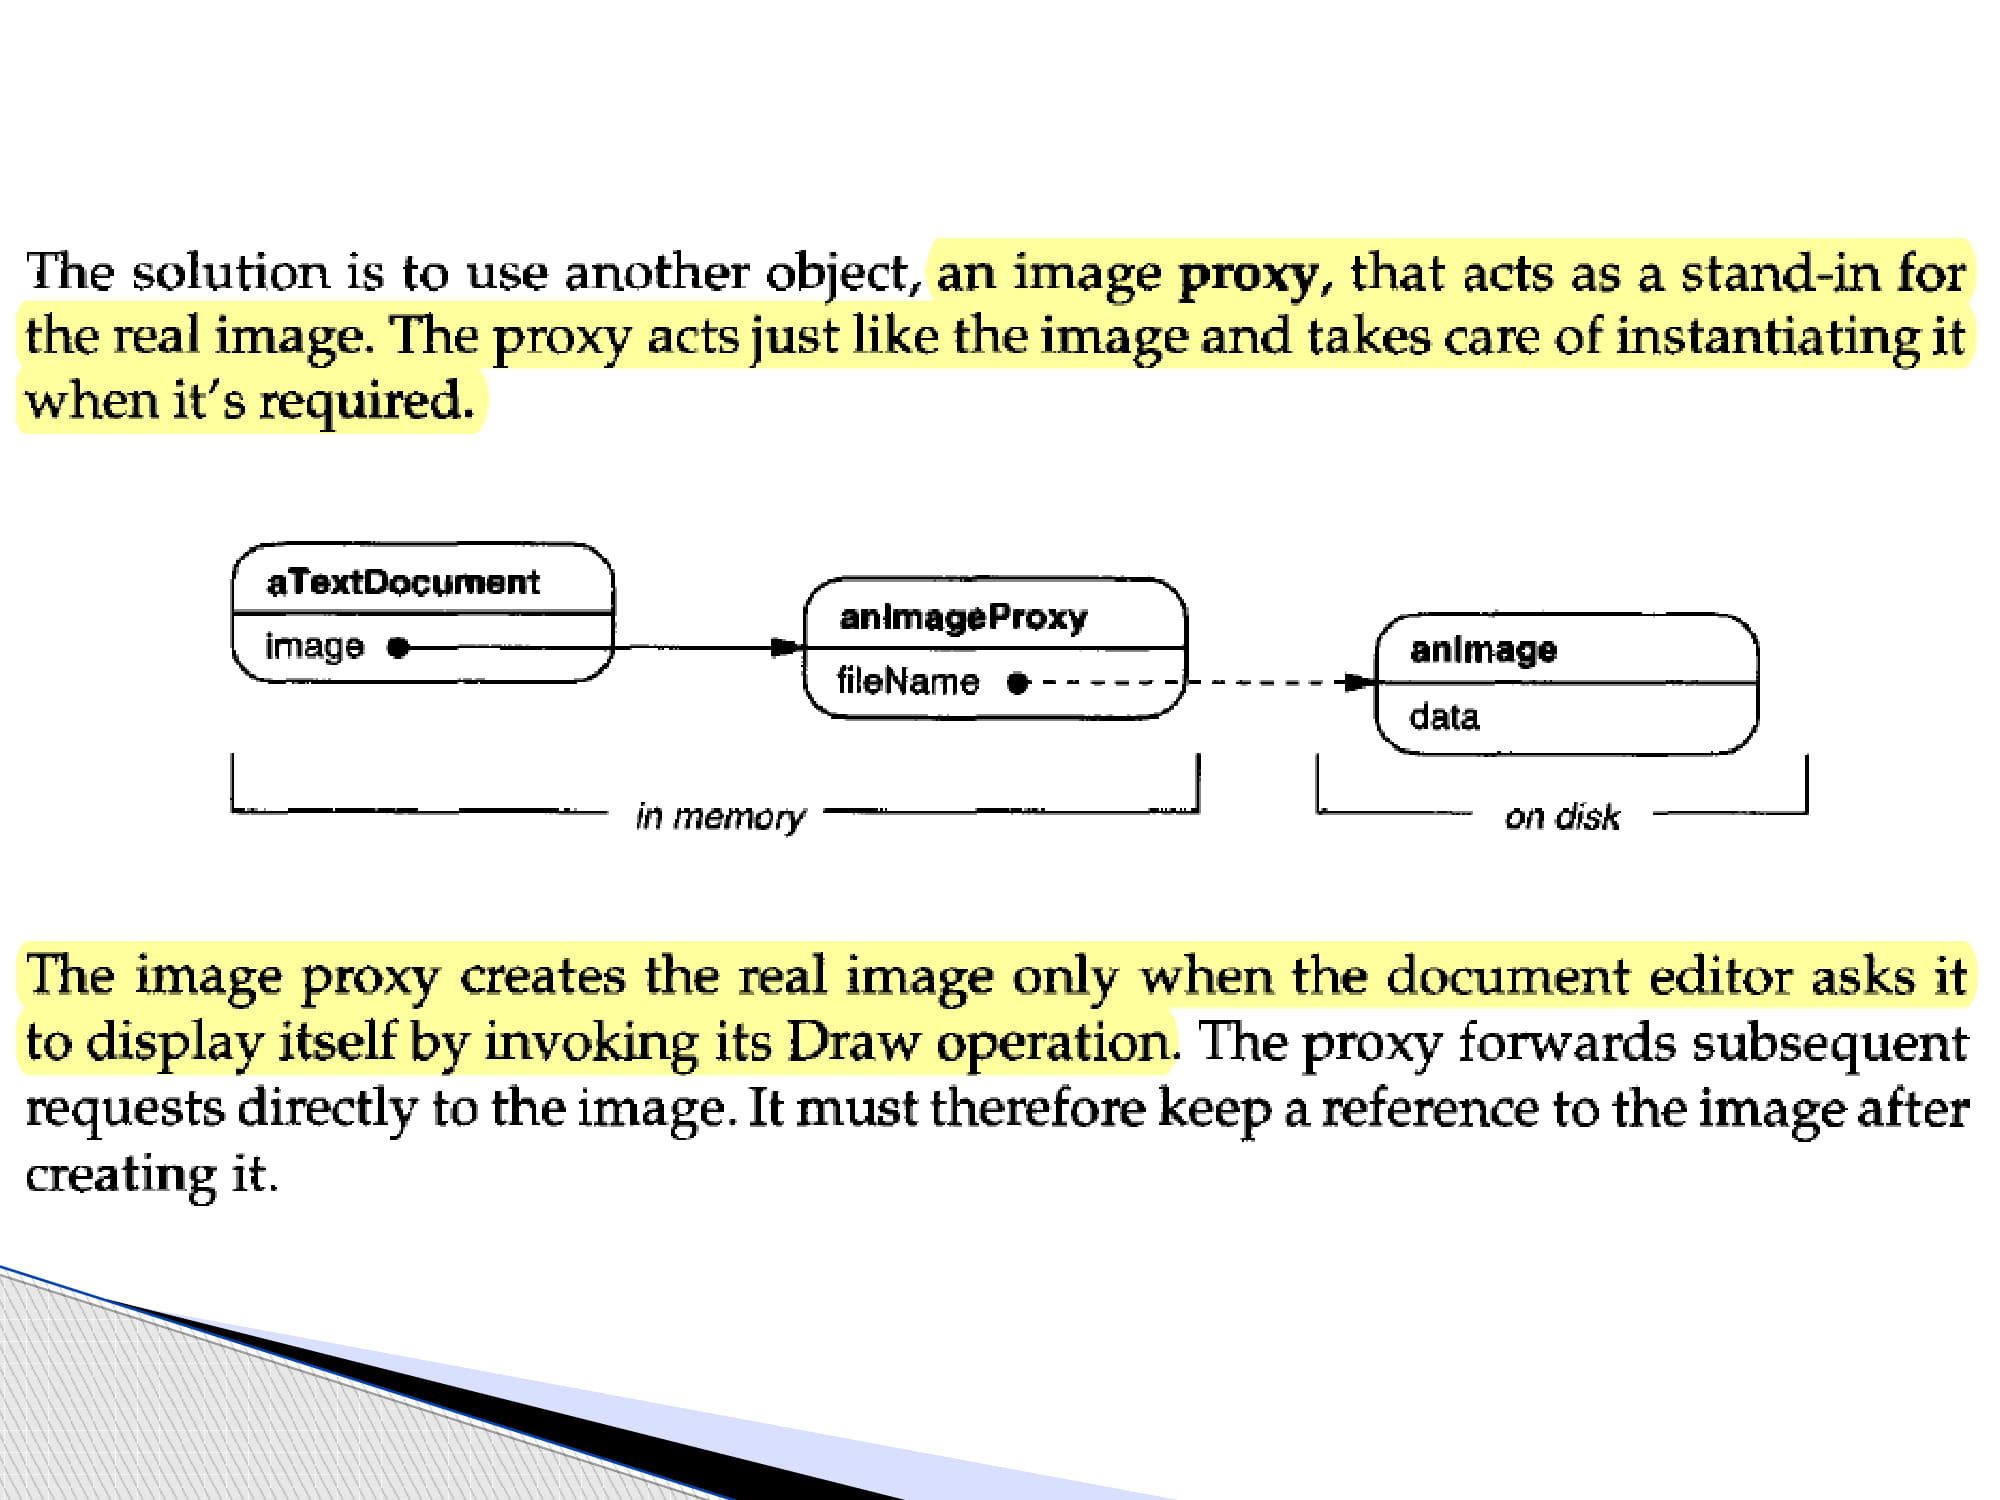 The solution is to use another object, an image proxy, that acts as a stand-in for
the real image. The proxy acts just like the image and takes care of instantiating it
when it's required.
aTextDocument
image
anImageProxy
fileName
anImage
data
in memory
on disk
The image proxy creates the real image only when the document editor asks it
to display itself by invoking its Draw operation. The proxy forwards subsequent
requests directly to the image. It must therefore keep a reference to the image after
creating it.